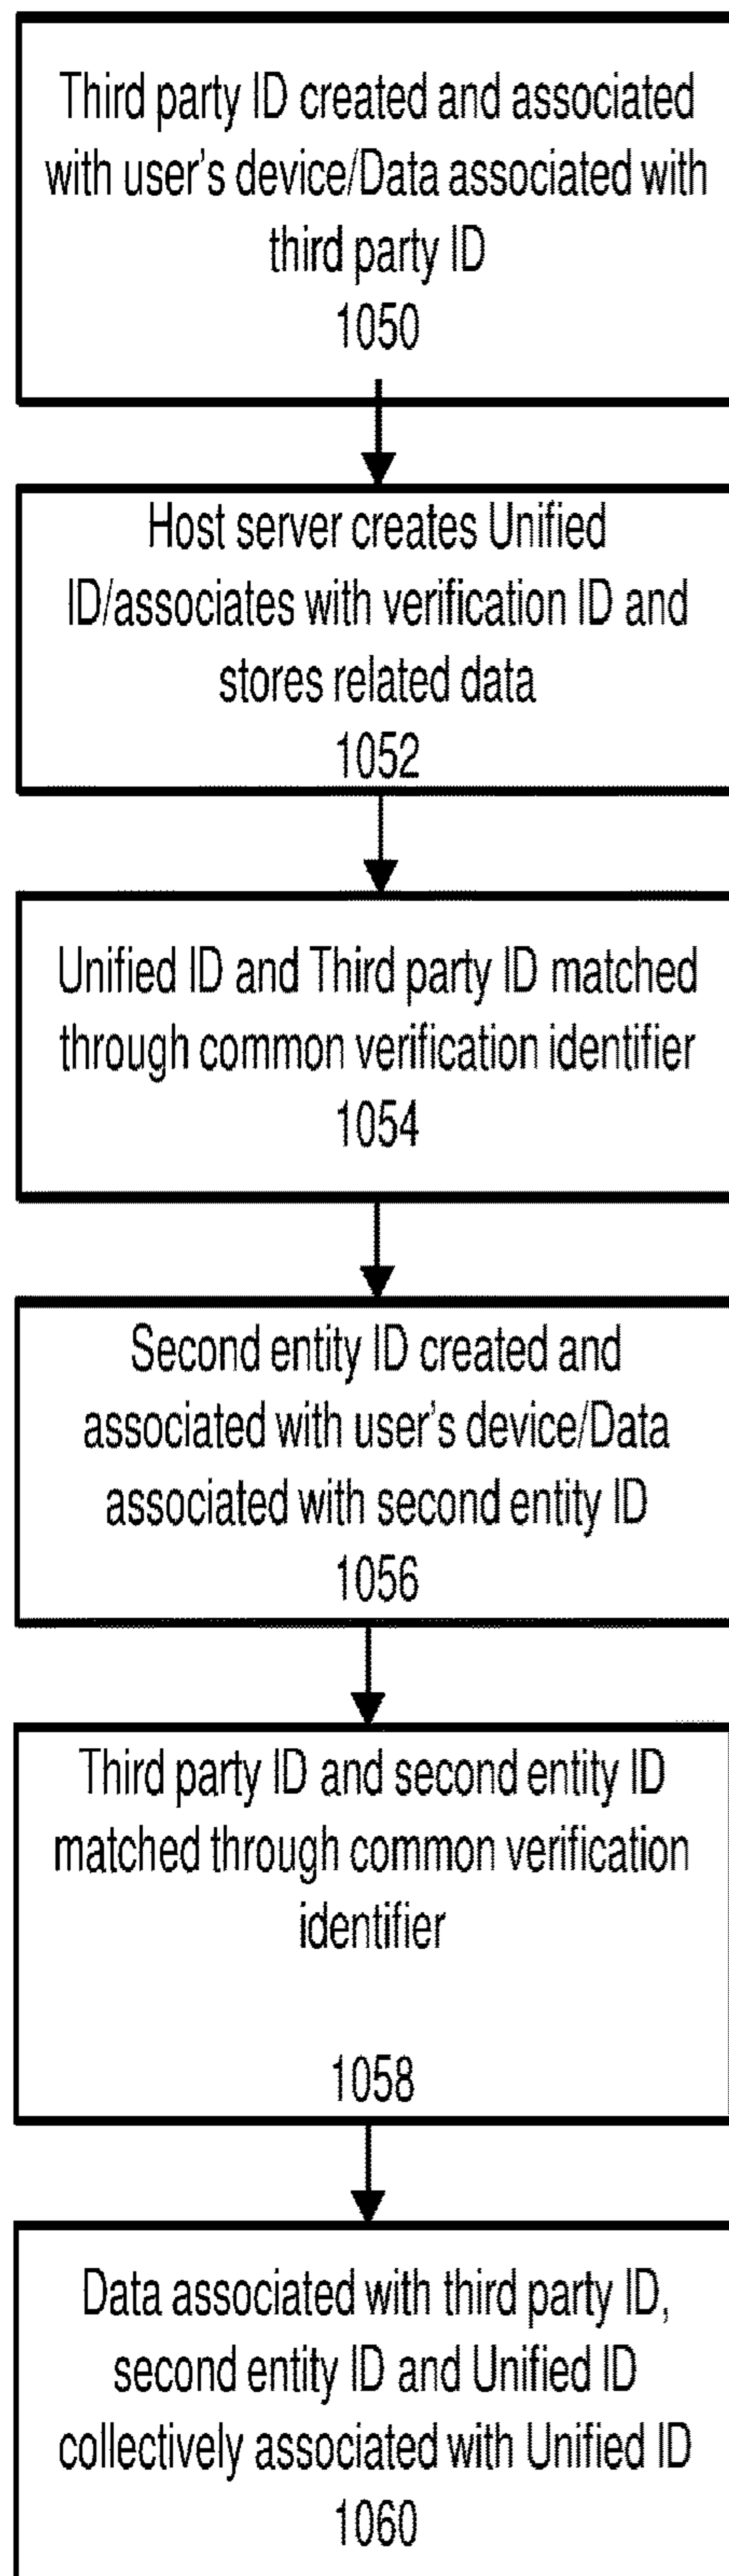 Third party ID created and associated
with user's device/Data associated with
third party ID
1050
Host server creates Unified
ID/associates with verification ID and
stores related data
1052
Unified ID and Third party ID matched
through common verification identifier
1054
Second entity ID created and
associated with user's device/Data
associated with second entity ID
1056
Third party ID and second entity ID
matched through common verification
identifier
1058
Data associated with third party ID,
second entity ID and Unified ID
collectively associated with Unified ID
1060